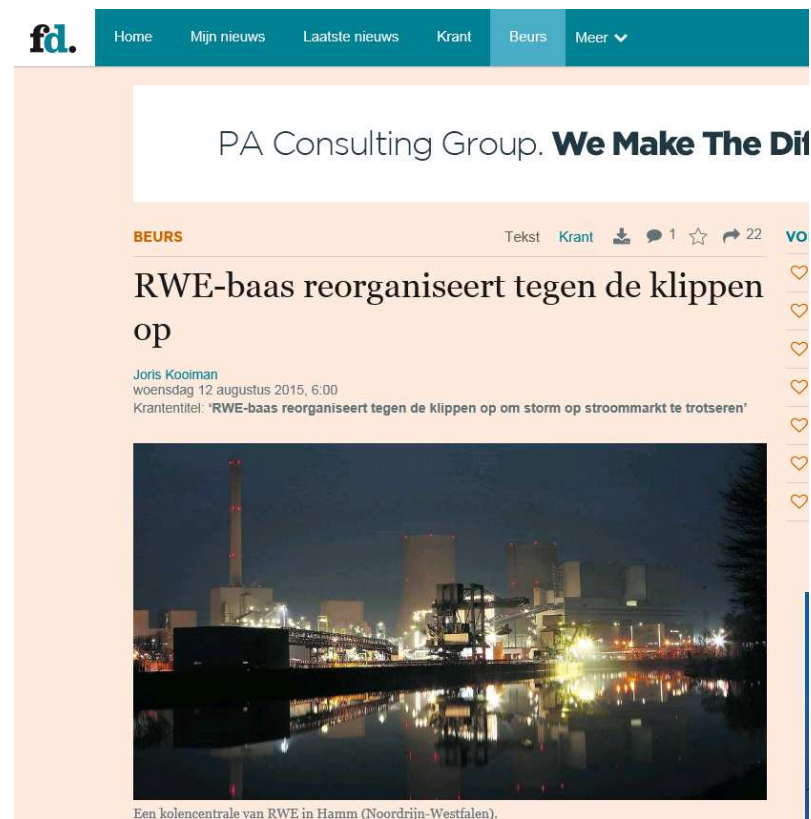 fd.
Home Mijn nieuws Laatste nieuws Krant Beurs Meer
PA Consulting Group. We Make The Dif
BEURS Tekst Krant 1 22
RWE-baas reorganiseert tegen de klippen
op
Joris Kooiman
woensdag 12 augustus 2015, 6:00
Krantentitel: ‘RWE-baas reorganiseert tegen de klippen op om storm op stroommarkt te trotseren’
Een kolencentrale van RWE in Hamm (Noordrijn-Westfalen).